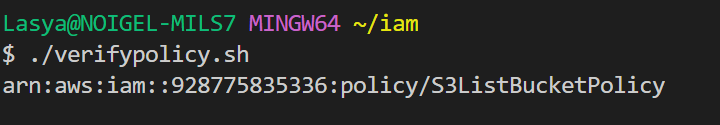 Lasya@NOIGEL-MILS7 MINGW64 ~/iam
$ ./verifypolicy.sh
arn:aws:iam::928775835336:policy/S3ListBucketPolicy